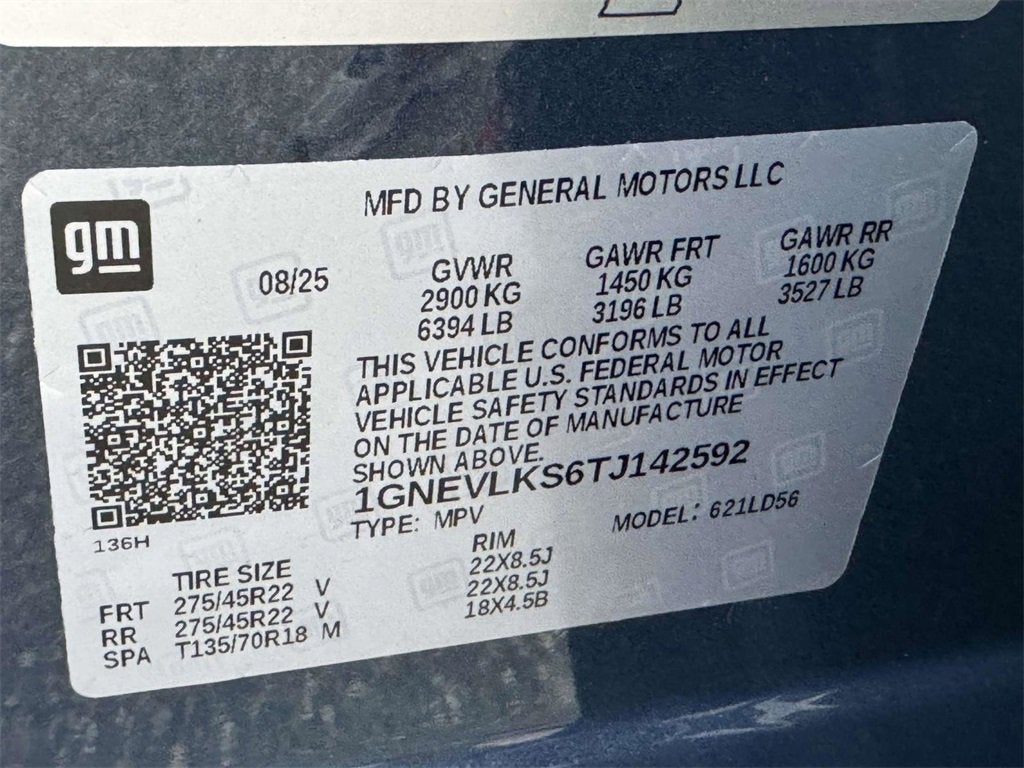 gm
MFD BY GENERAL MOTORS LLC
08/25
GVWR GAWR FRT GAWR RR
2900 KG 1450 KG 1600 KG
6394 LB 3196 LB 3527 LB
THIS VEHICLE CONFORMS TO ALL
APPLICABLE U.S. FEDERAL MOTOR
VEHICLE SAFETY STANDARDS IN EFFECT
ON THE DATE OF MANUFACTURE
SHOWN ABOVE.
1GNEVLKS6TJ142592
TYPE: MPV MODEL: 621LD56
136H
TIRE SIZE RIM
FRT 275/45R22 V 22X8.5J
RR 275/45R22 V 22X8.5J
SPA T135/70R18 M 18X4.5B